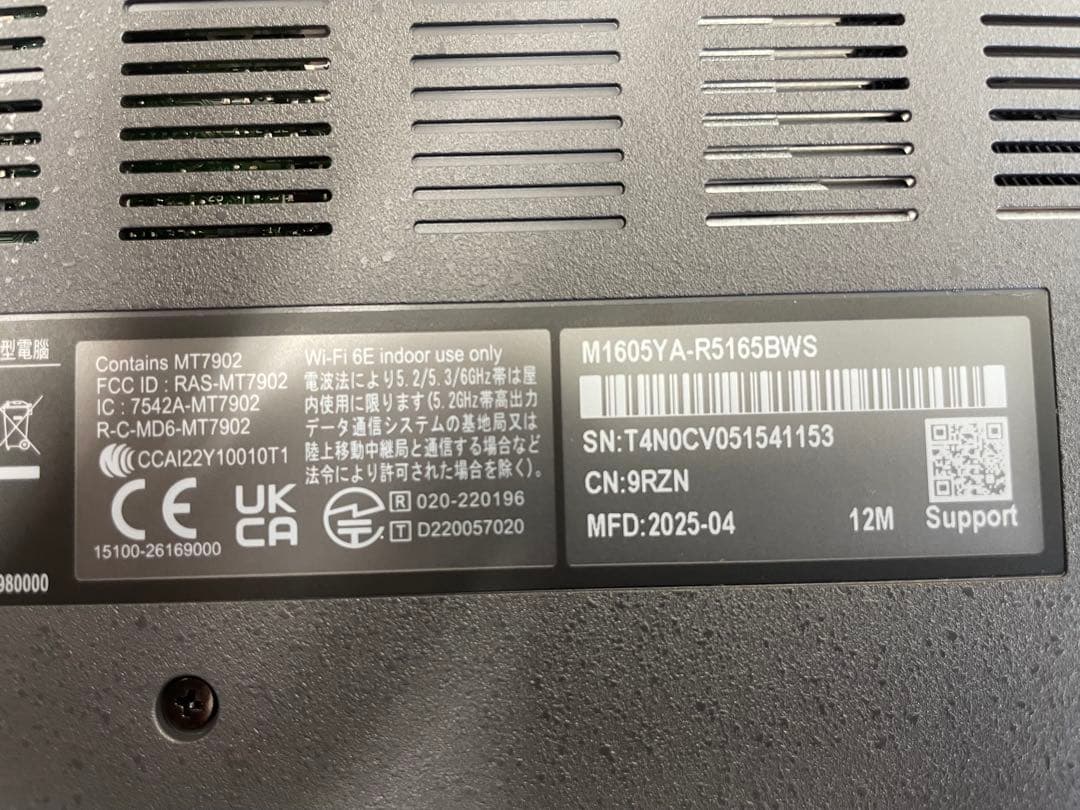 型電腦
980000
Contains MT7902
FCC ID : RAS-MT7902
IC : 7542A-MT7902
R-C-MD6-MT7902
CCAI22Y10010T1
CE
UK
CA
15100-26169000
Wi-Fi 6E indoor use only
電波法により5.2/5.3/6GHz帯は屋
内使用に限ります(5.2GHz帯高出力
データ通信システムの基地局又は
陸上移動中継局と通信する場合など
法令により許可された場合を除く)。
R 020-220196
T D220057020
M1605YA-R5165BWS
SN:T4N0CV051541153
CN:9RZN
MFD:2025-04
12M
Support